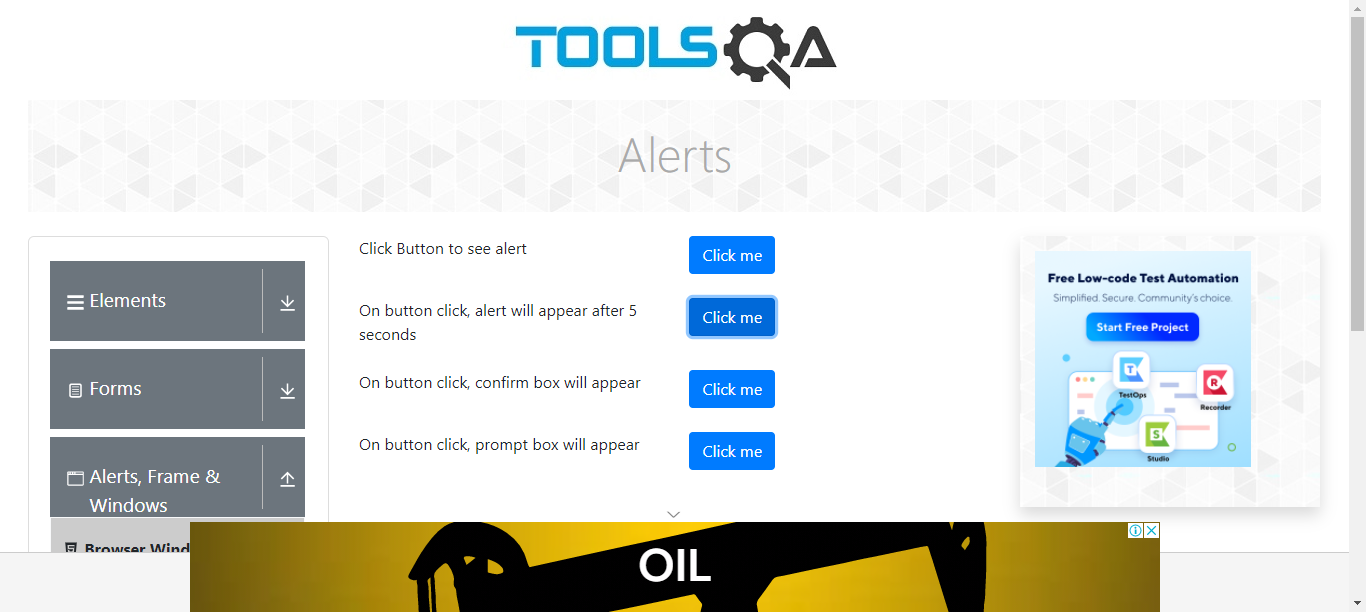 TOOLSQA
Alerts
Elements
Forms
Alerts, Frame &
Windows
Browser Wind
Click Button to see alert
Click me
On button click, alert will appear after 5
seconds
Click me
On button click, confirm box will appear
Click me
On button click, prompt box will appear
Click me
Free Low-code Test Automation
Simplified. Secure. Community's choice.
Start Free Project
TestOps
Recorder
Studio
OIL